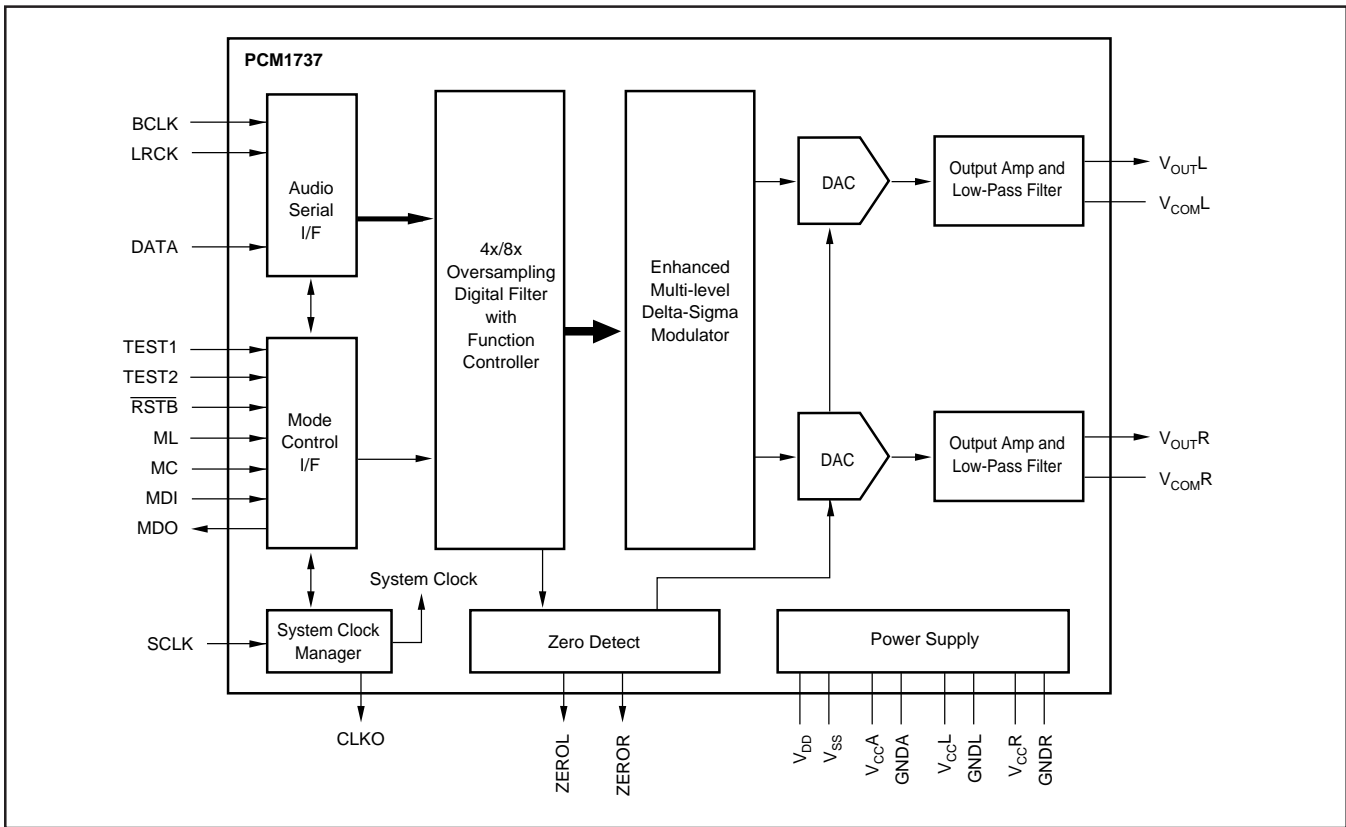 PCM1737
BCLK
LRCK
DATA
TEST1
TEST2
RSTB
ML
MC
MDI
MDO
SCLK
Audio
Serial
I/F
Mode
Control
I/F
System Clock
Manager
System Clock
CLKO
4x/8x
Oversampling
Digital Filter
with
Function
Controller
Enhanced
Multi-level
Delta-Sigma
Modulator
DAC
Output Amp and
Low-Pass Filter
VOUTL
VCOML
DAC
Output Amp and
Low-Pass Filter
VOUTR
VCOMR
Zero Detect
ZEROL
ZEROR
Power Supply
VDD
VSS
VCCA
GNDA
VCCL
GNDL
VCCR
GNDR